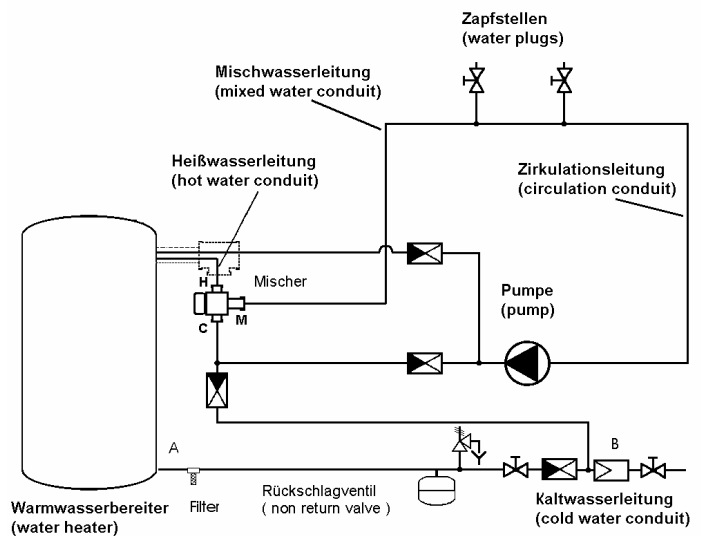 Zapfstellen
(water plugs)
Mischwasserleitung
(mixed water conduit)
Heißwasserleitung
(hot water conduit)
Zirkulationsleitung
(circulation conduit)
H
Mischer
M
C
Pumpe
(pump)
A
B
Warmwasserbereiter
(water heater)
Filter
Rückschlagventil
( non return valve )
Kaltwasserleitung
(cold water conduit)